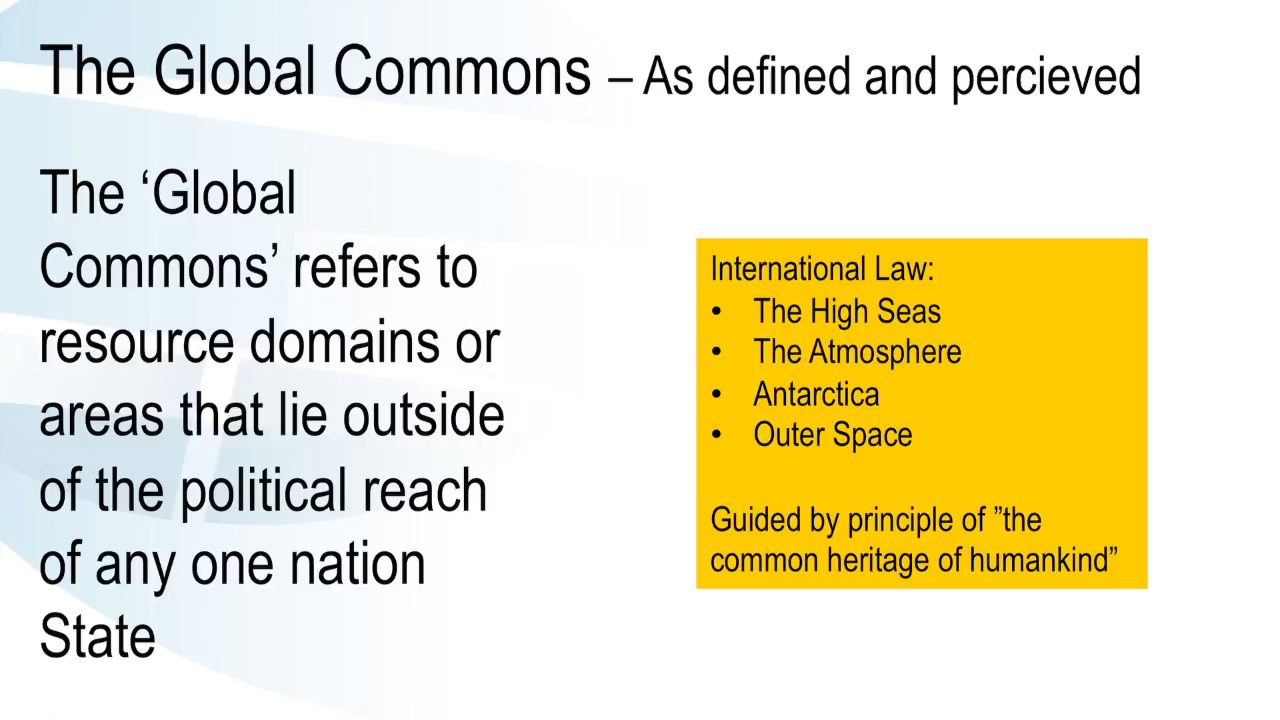 The Global Commons – As defined and percieved
The ‘Global
Commons’ refers to
resource domains or
areas that lie outside
of the political reach
of any one nation
State
International Law:
• The High Seas
• The Atmosphere
• Antarctica
• Outer Space
Guided by principle of ”the
common heritage of humankind”